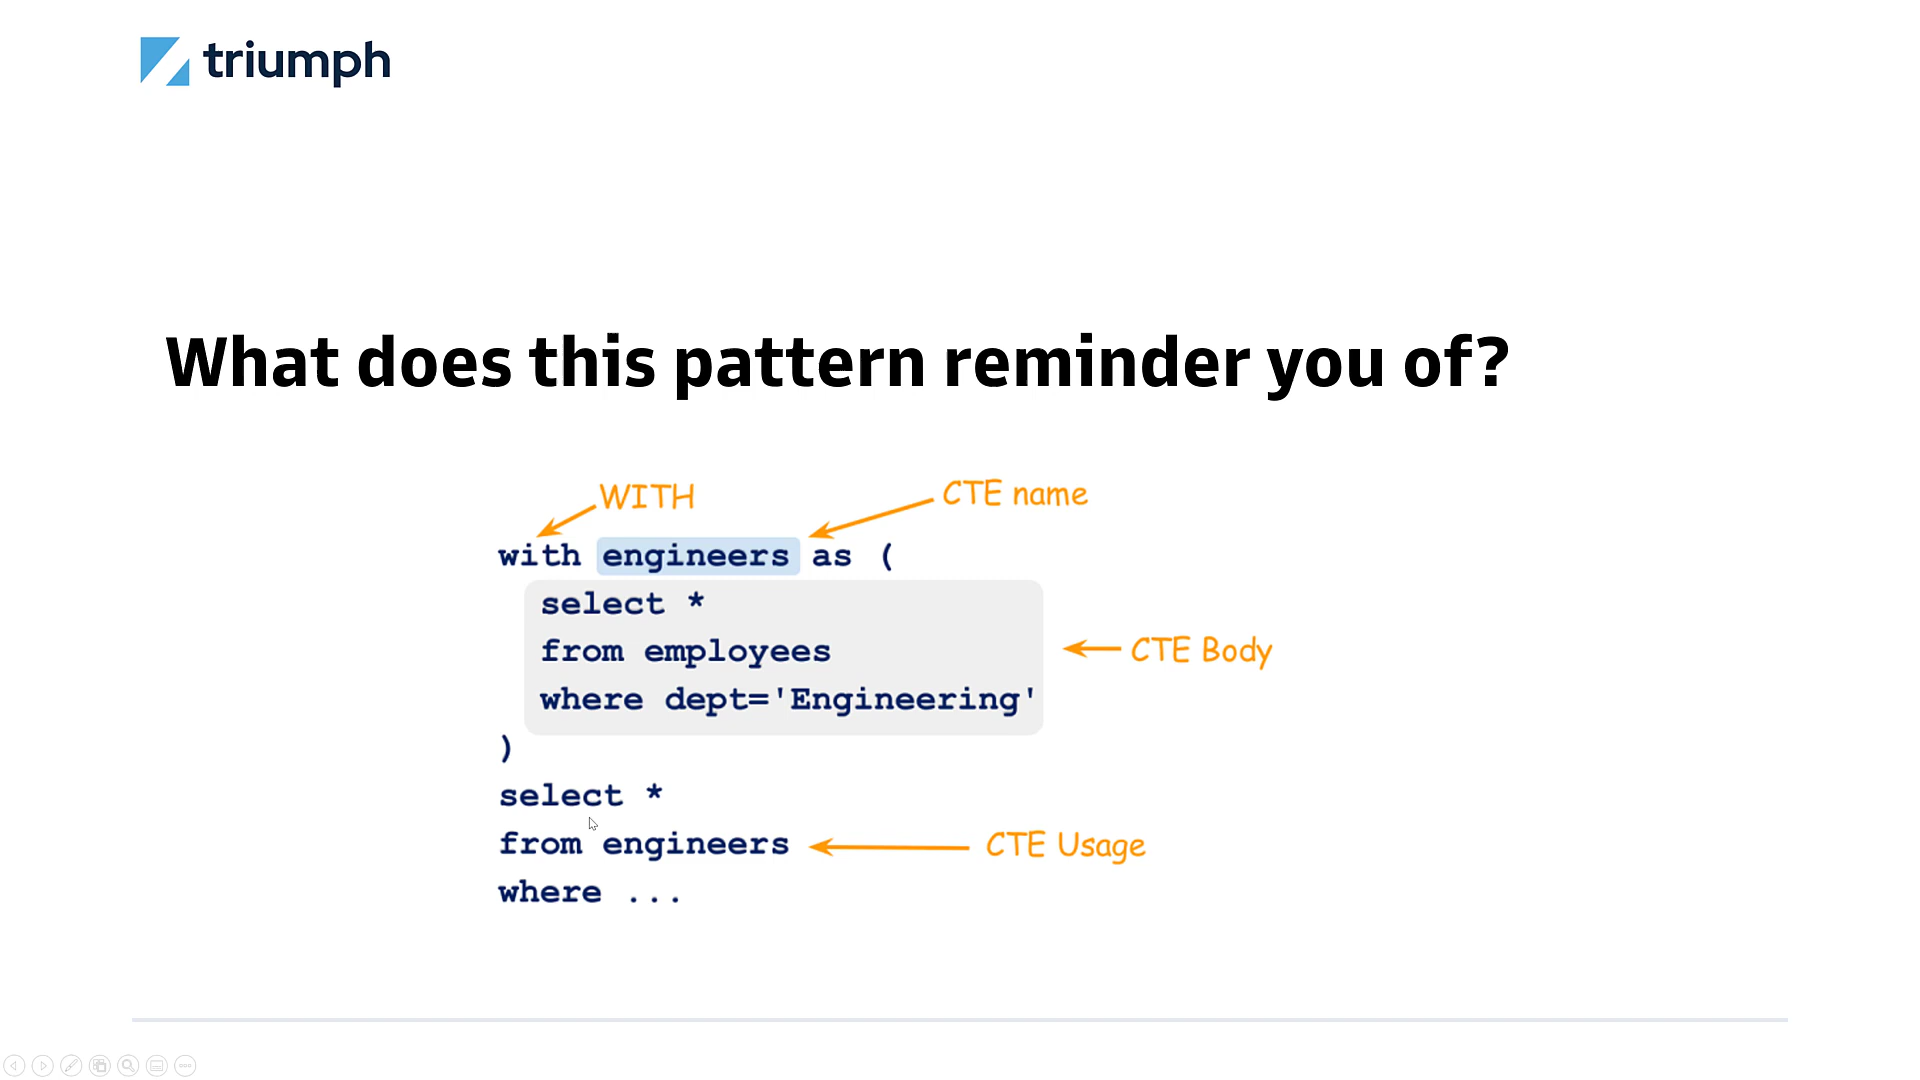 triumph
What does this pattern reminder you of?
WITH
CTE name
with engineers as (
select *
from employees
where dept='Engineering'
CTE Body
)
select *
from engineers
CTE Usage
where ...